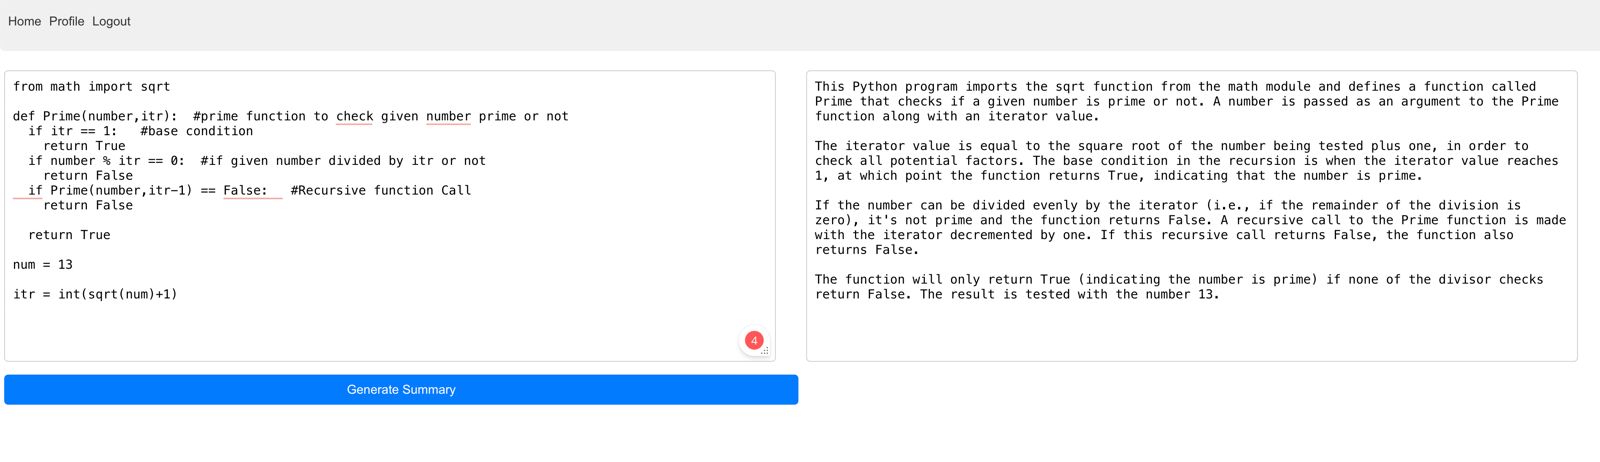 Home Profile Logout
from math import sqrt
def Prime(number,itr):  #prime function to check given number prime or not
  if itr == 1:   #base condition
    return True
  if number % itr == 0:  #if given number divided by itr or not
    return False
  if Prime(number,itr-1) == False:   #Recursive function Call
    return False
  return True
num = 13
itr = int(sqrt(num)+1)
4
This Python program imports the sqrt function from the math module and defines a function called
Prime that checks if a given number is prime or not. A number is passed as an argument to the Prime
function along with an iterator value.
The iterator value is equal to the square root of the number being tested plus one, in order to
check all potential factors. The base condition in the recursion is when the iterator value reaches
1, at which point the function returns True, indicating that the number is prime.
If the number can be divided evenly by the iterator (i.e., if the remainder of the division is
zero), it's not prime and the function returns False. A recursive call to the Prime function is made
with the iterator decremented by one. If this recursive call returns False, the function also
returns False.
The function will only return True (indicating the number is prime) if none of the divisor checks
return False. The result is tested with the number 13.
Generate Summary